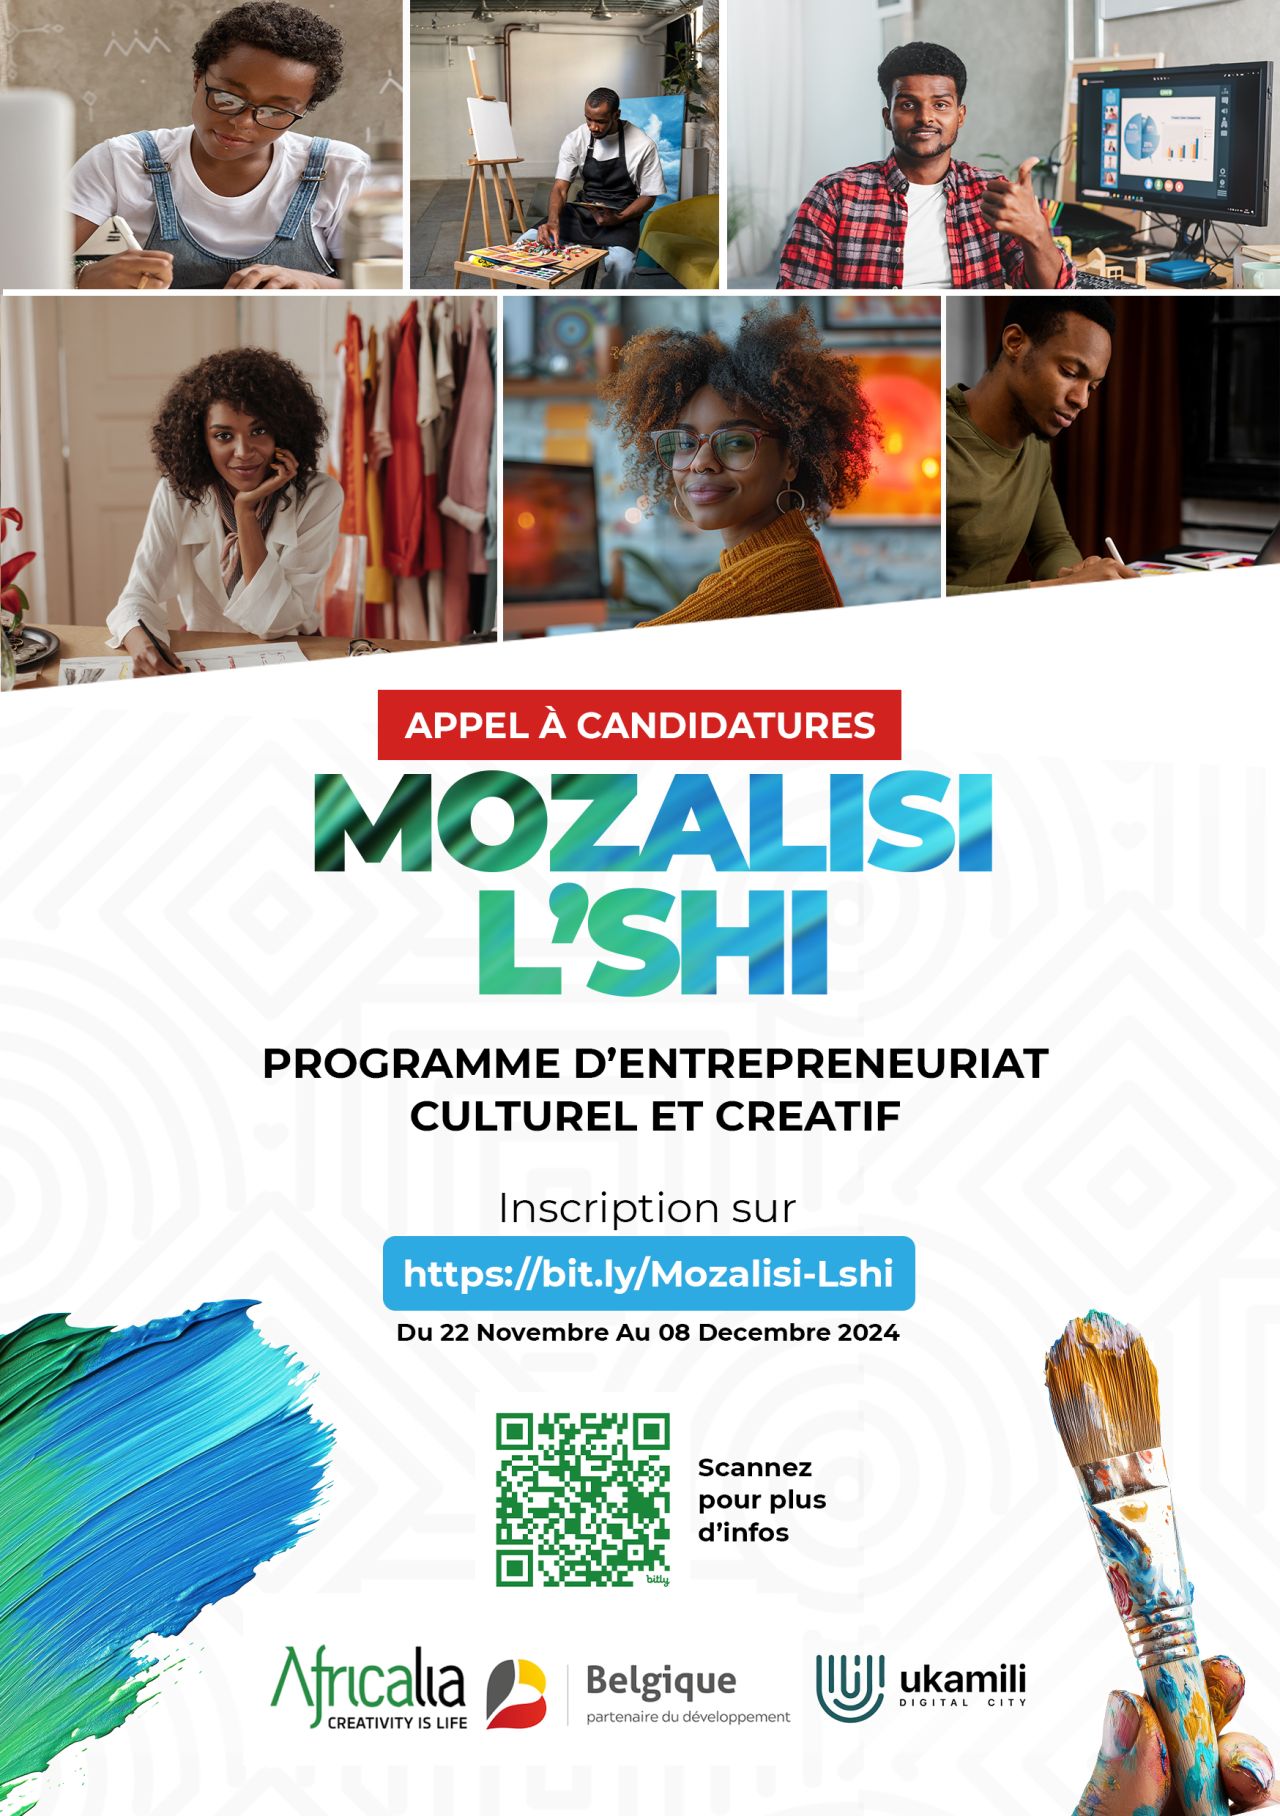 APPEL À CANDIDATURES
MOZALISI
L'SHI
PROGRAMME D'ENTREPRENEURIAT
CULTUREL ET CREATIF
Inscription sur
https://bit.ly/Mozalisi-Lshi
Du 22 Novembre Au 08 Decembre 2024
Scannez
pour plus
d'infos
bitly
Africalia
CREATIVITY IS LIFE
Belgique
partenaire du développement
ukamili
DIGITAL CITY